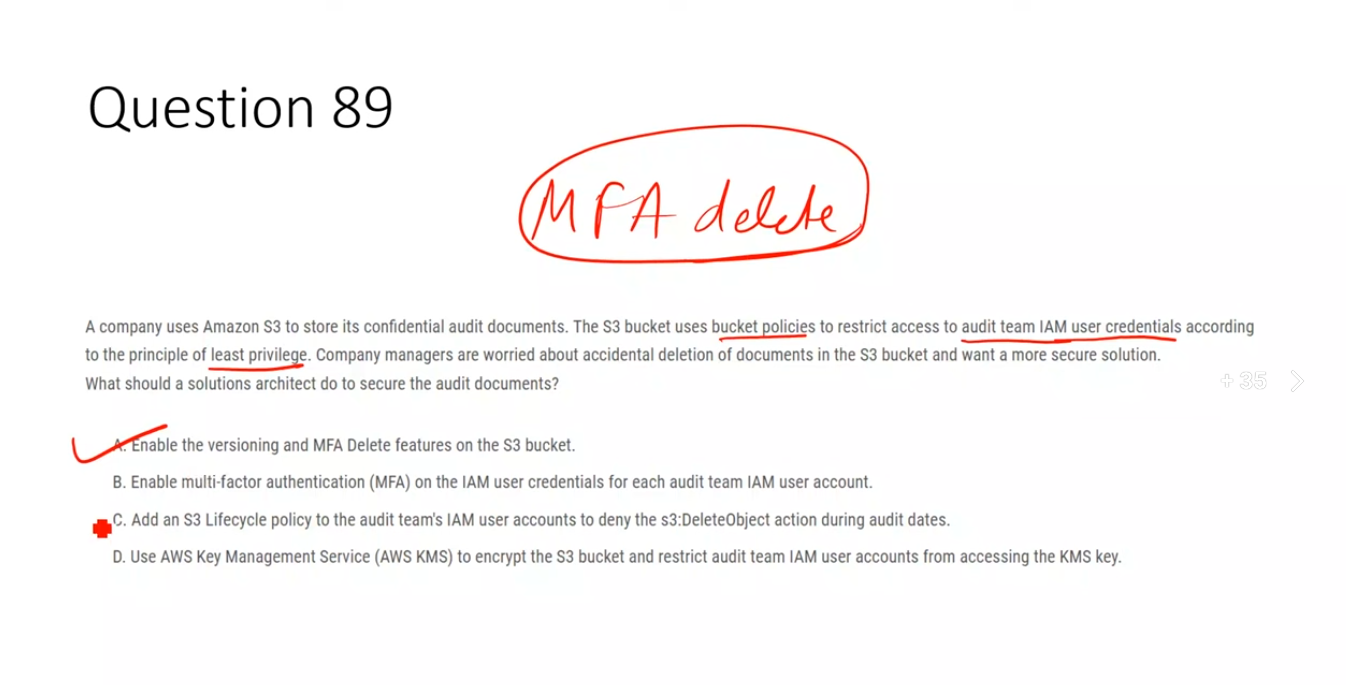 Question 89
MFA delete
A company uses Amazon S3 to store its confidential audit documents. The S3 bucket uses bucket policies to restrict access to audit team IAM user credentials according
to the principle of least privilege. Company managers are worried about accidental deletion of documents in the S3 bucket and want a more secure solution.
What should a solutions architect do to secure the audit documents?
+ 35
A. Enable the versioning and MFA Delete features on the S3 bucket.
B. Enable multi-factor authentication (MFA) on the IAM user credentials for each audit team IAM user account.
C. Add an S3 Lifecycle policy to the audit team's IAM user accounts to deny the s3:DeleteObject action during audit dates.
D. Use AWS Key Management Service (AWS KMS) to encrypt the S3 bucket and restrict audit team IAM user accounts from accessing the KMS key.